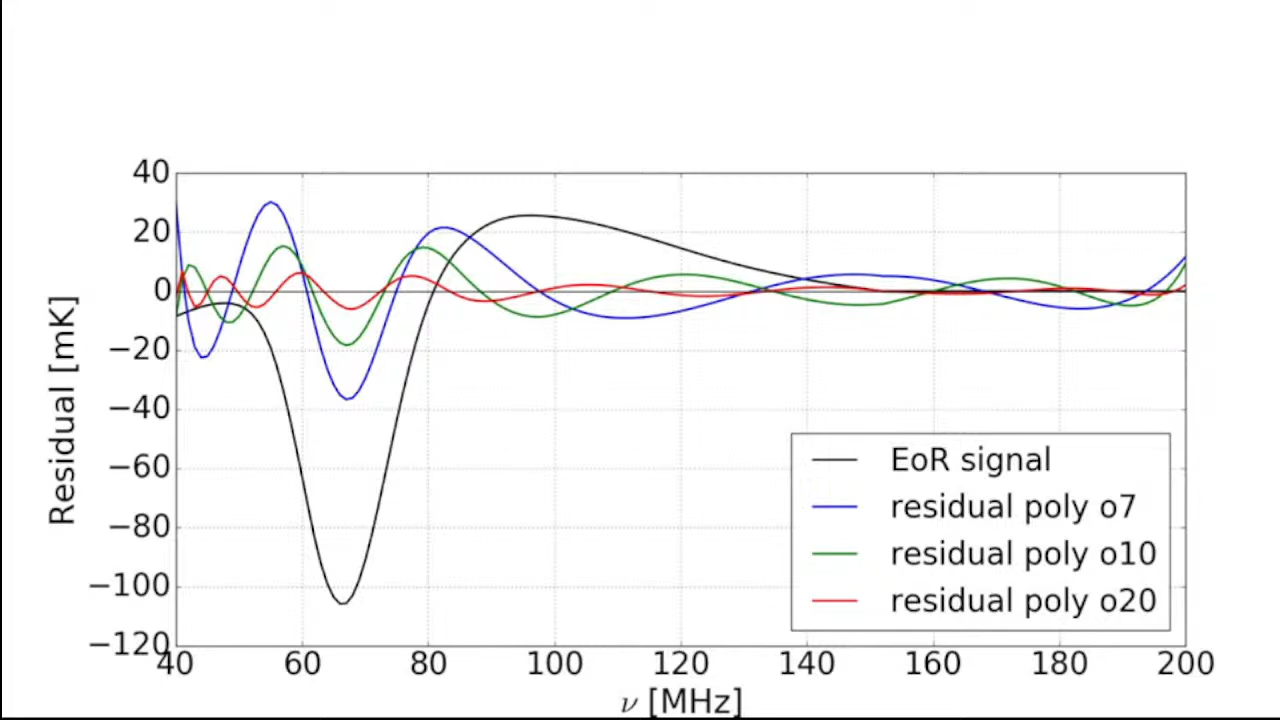 40
20
0
−20
−40
−60
−80
−100
−120
Residual [mK]
EoR signal
residual poly o7
residual poly o10
residual poly o20
40 60 80 100 120 140 160 180 200
ν [MHz]